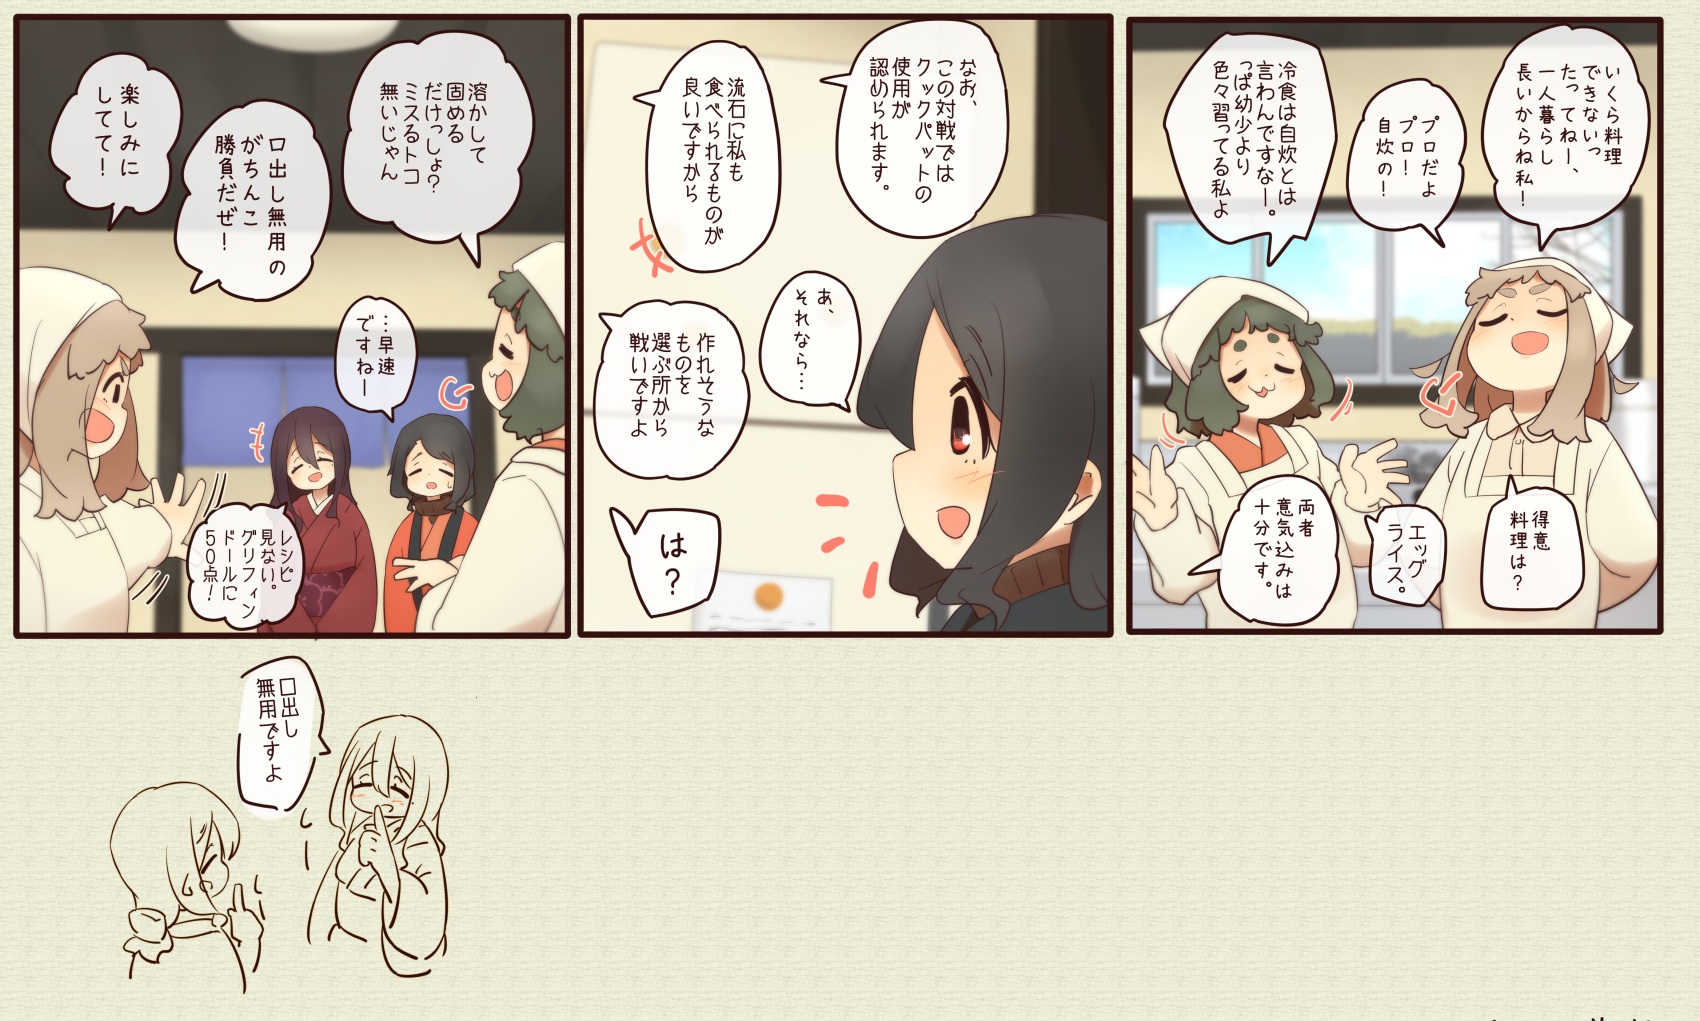 いくら料理
できないっ
たってねー、
一人暮らし
長いからね私！
プロだよ
プロ！
自炊の！
冷食は自炊とは
言わんですなー。
っぱ幼少より
色々習ってる私よ
得意
料理は？
エッグ
ライス。
両者
意気込みは
十分です。
なお、
この対戦では
クックパットの
使用が
認められます。
流石に私も
食べられるものが
良いですから
あ、
それなら…
作れそうな
ものを
選ぶ所から
戦いですよ
は？
溶かして
固める
だけっしょ？
ミスるトコ
無いじゃん
口出し無用の
がちんこ
勝負だぜ！
楽しみに
してて！
…早速
ですねー
レシピ
見ない。
グリフィン
ドールに
５０点！
口出し
無用ですよ